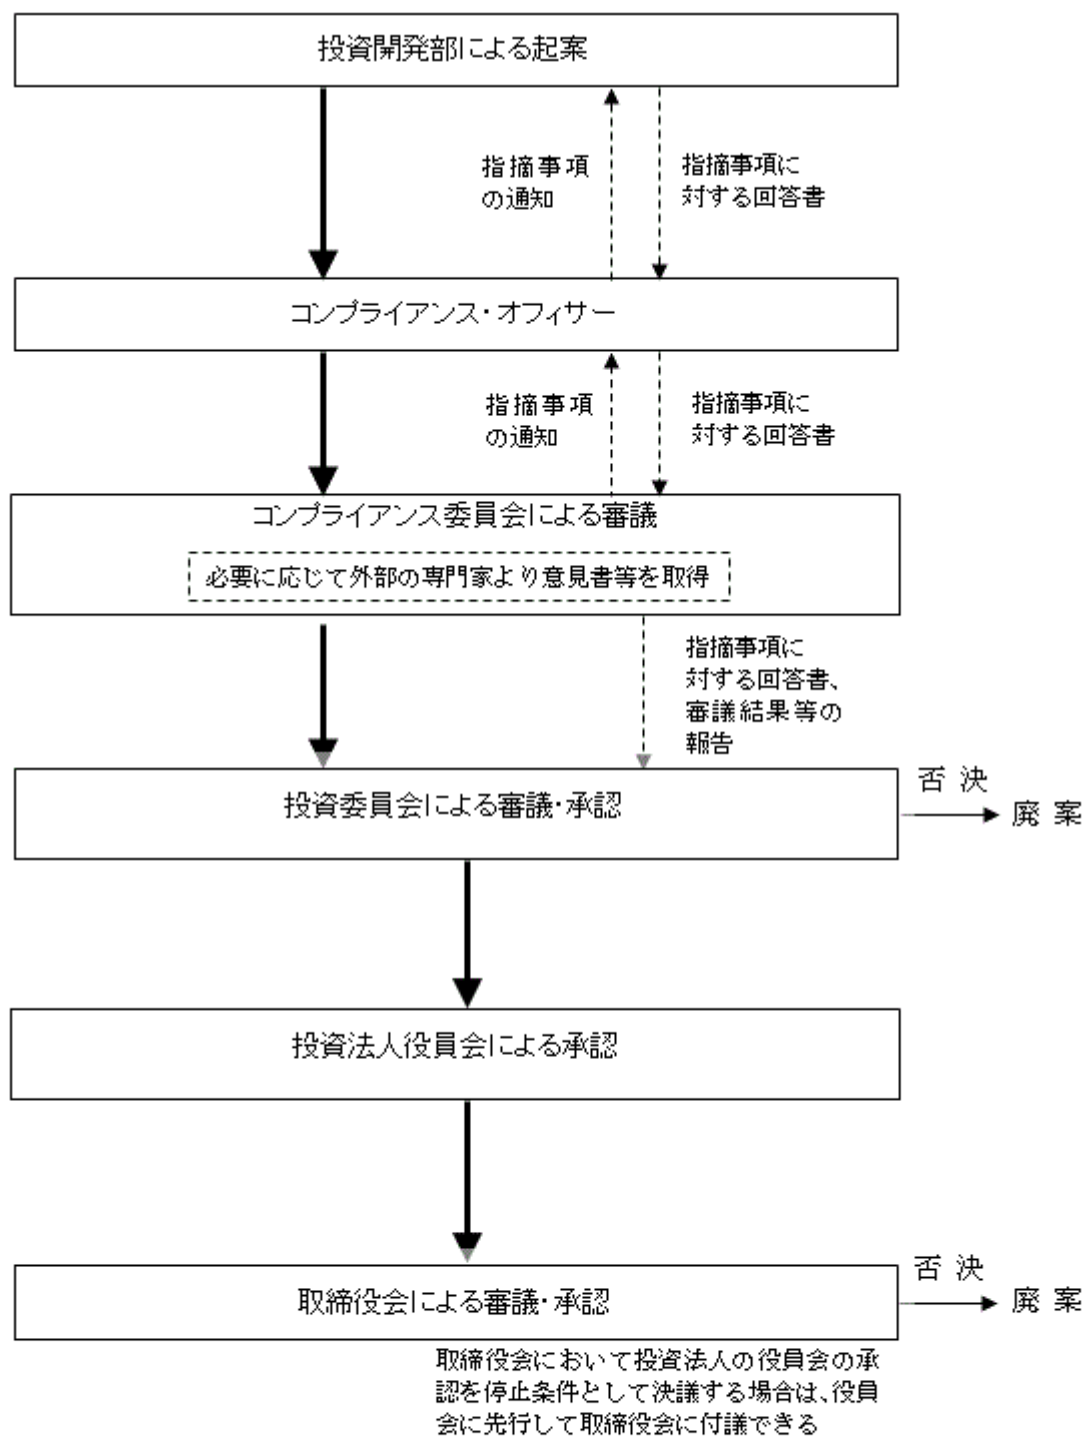 投資開発部による起案
指摘事項
の通知
指摘事項に
対する回答書
コンプライアンス・オフィサー
指摘事項
の通知
指摘事項に
対する回答書
コンプライアンス委員会による審議
必要に応じて外部の専門家より意見書等を取得
指摘事項に
対する回答書、
審議結果等の
報告
投資委員会による審議・承認
否決
廃案
投資法人役員会による承認
取締役会による審議・承認
否決
廃案
取締役会において投資法人の役員会の承
認を停止条件として決議する場合は、役員
会に先行して取締役会に付議できる